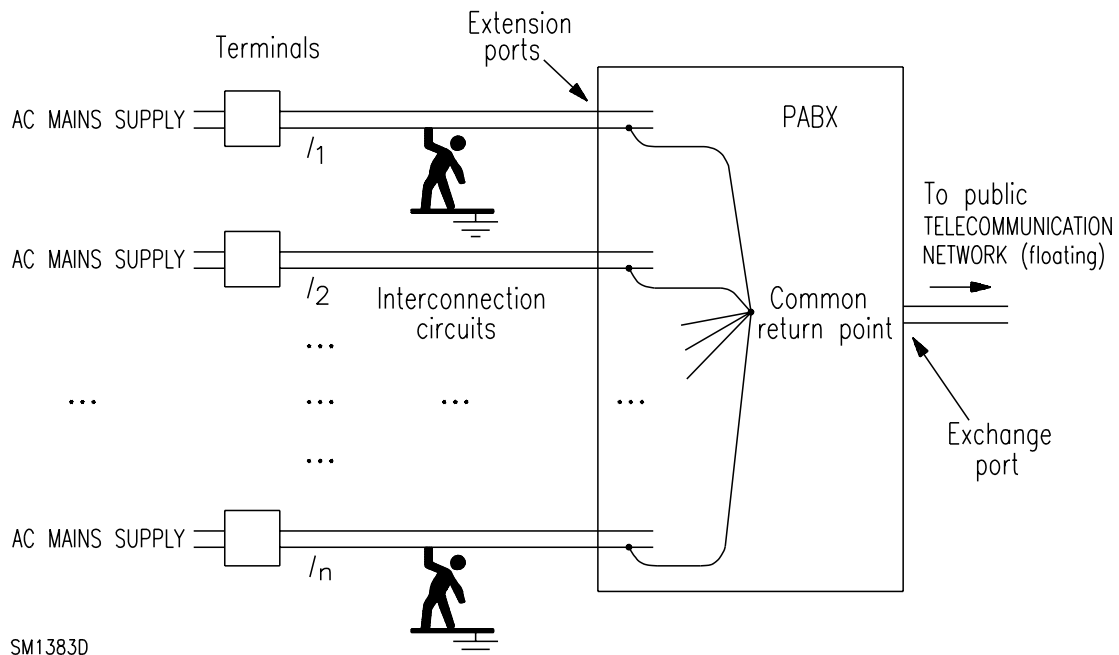 Extension
ports
Terminals
AC MAINS SUPPLY
PABX
I1
To public
TELECOMMUNICATION
NETWORK (floating)
AC MAINS SUPPLY
I2
Interconnection
circuits
Common
return point
...
... ... ... ...
...
Exchange
port
AC MAINS SUPPLY
In
SM1383D